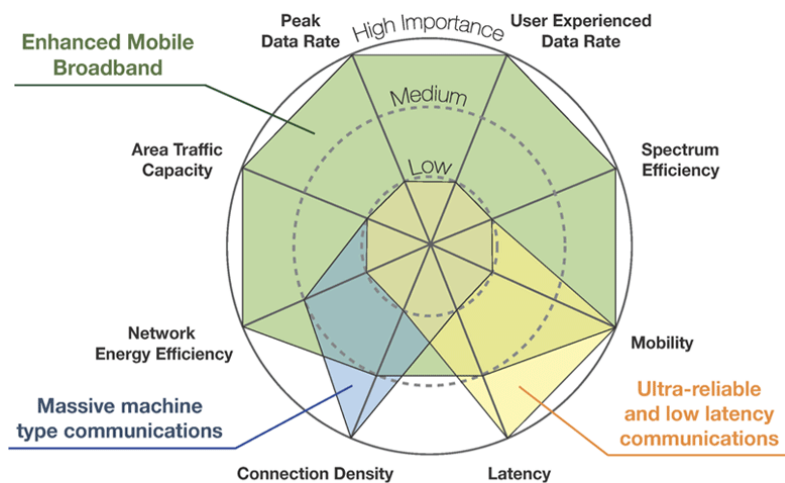 Peak
Data Rate
High Importance
User Experienced
Data Rate
Enhanced Mobile
Broadband
Medium
Area Traffic
Capacity
Low
Spectrum
Efficiency
Network
Energy Efficiency
Mobility
Massive machine
type communications
Ultra-reliable
and low latency
communications
Connection Density
Latency